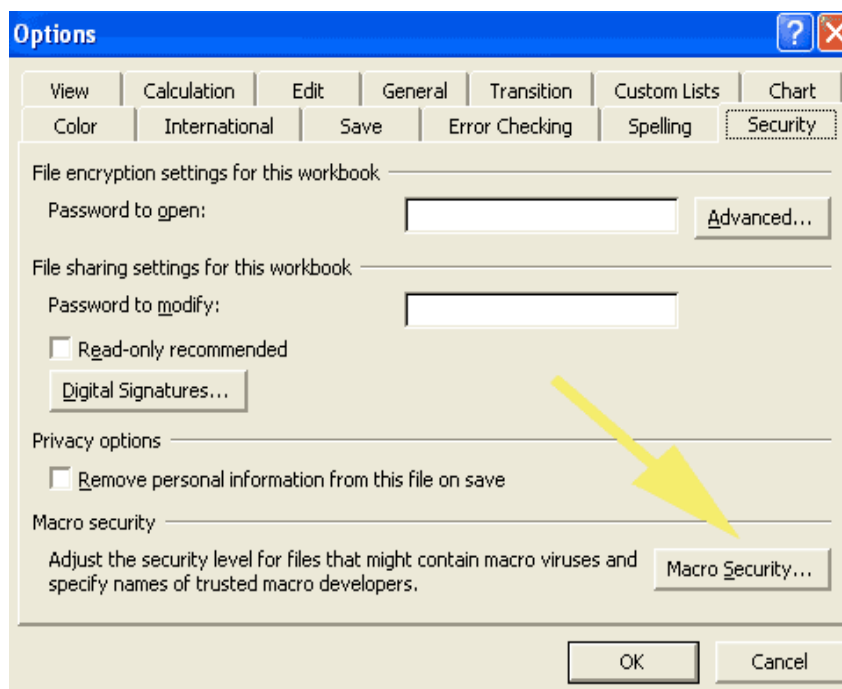 Options
View Calculation Edit General Transition Custom Lists Chart
Color International Save Error Checking Spelling Security
File encryption settings for this workbook
Password to open:
Advanced...
File sharing settings for this workbook
Password to modify:
Read-only recommended
Digital Signatures...
Privacy options
Remove personal information from this file on save
Macro security
Adjust the security level for files that might contain macro viruses and
specify names of trusted macro developers.
Macro Security...
OK Cancel